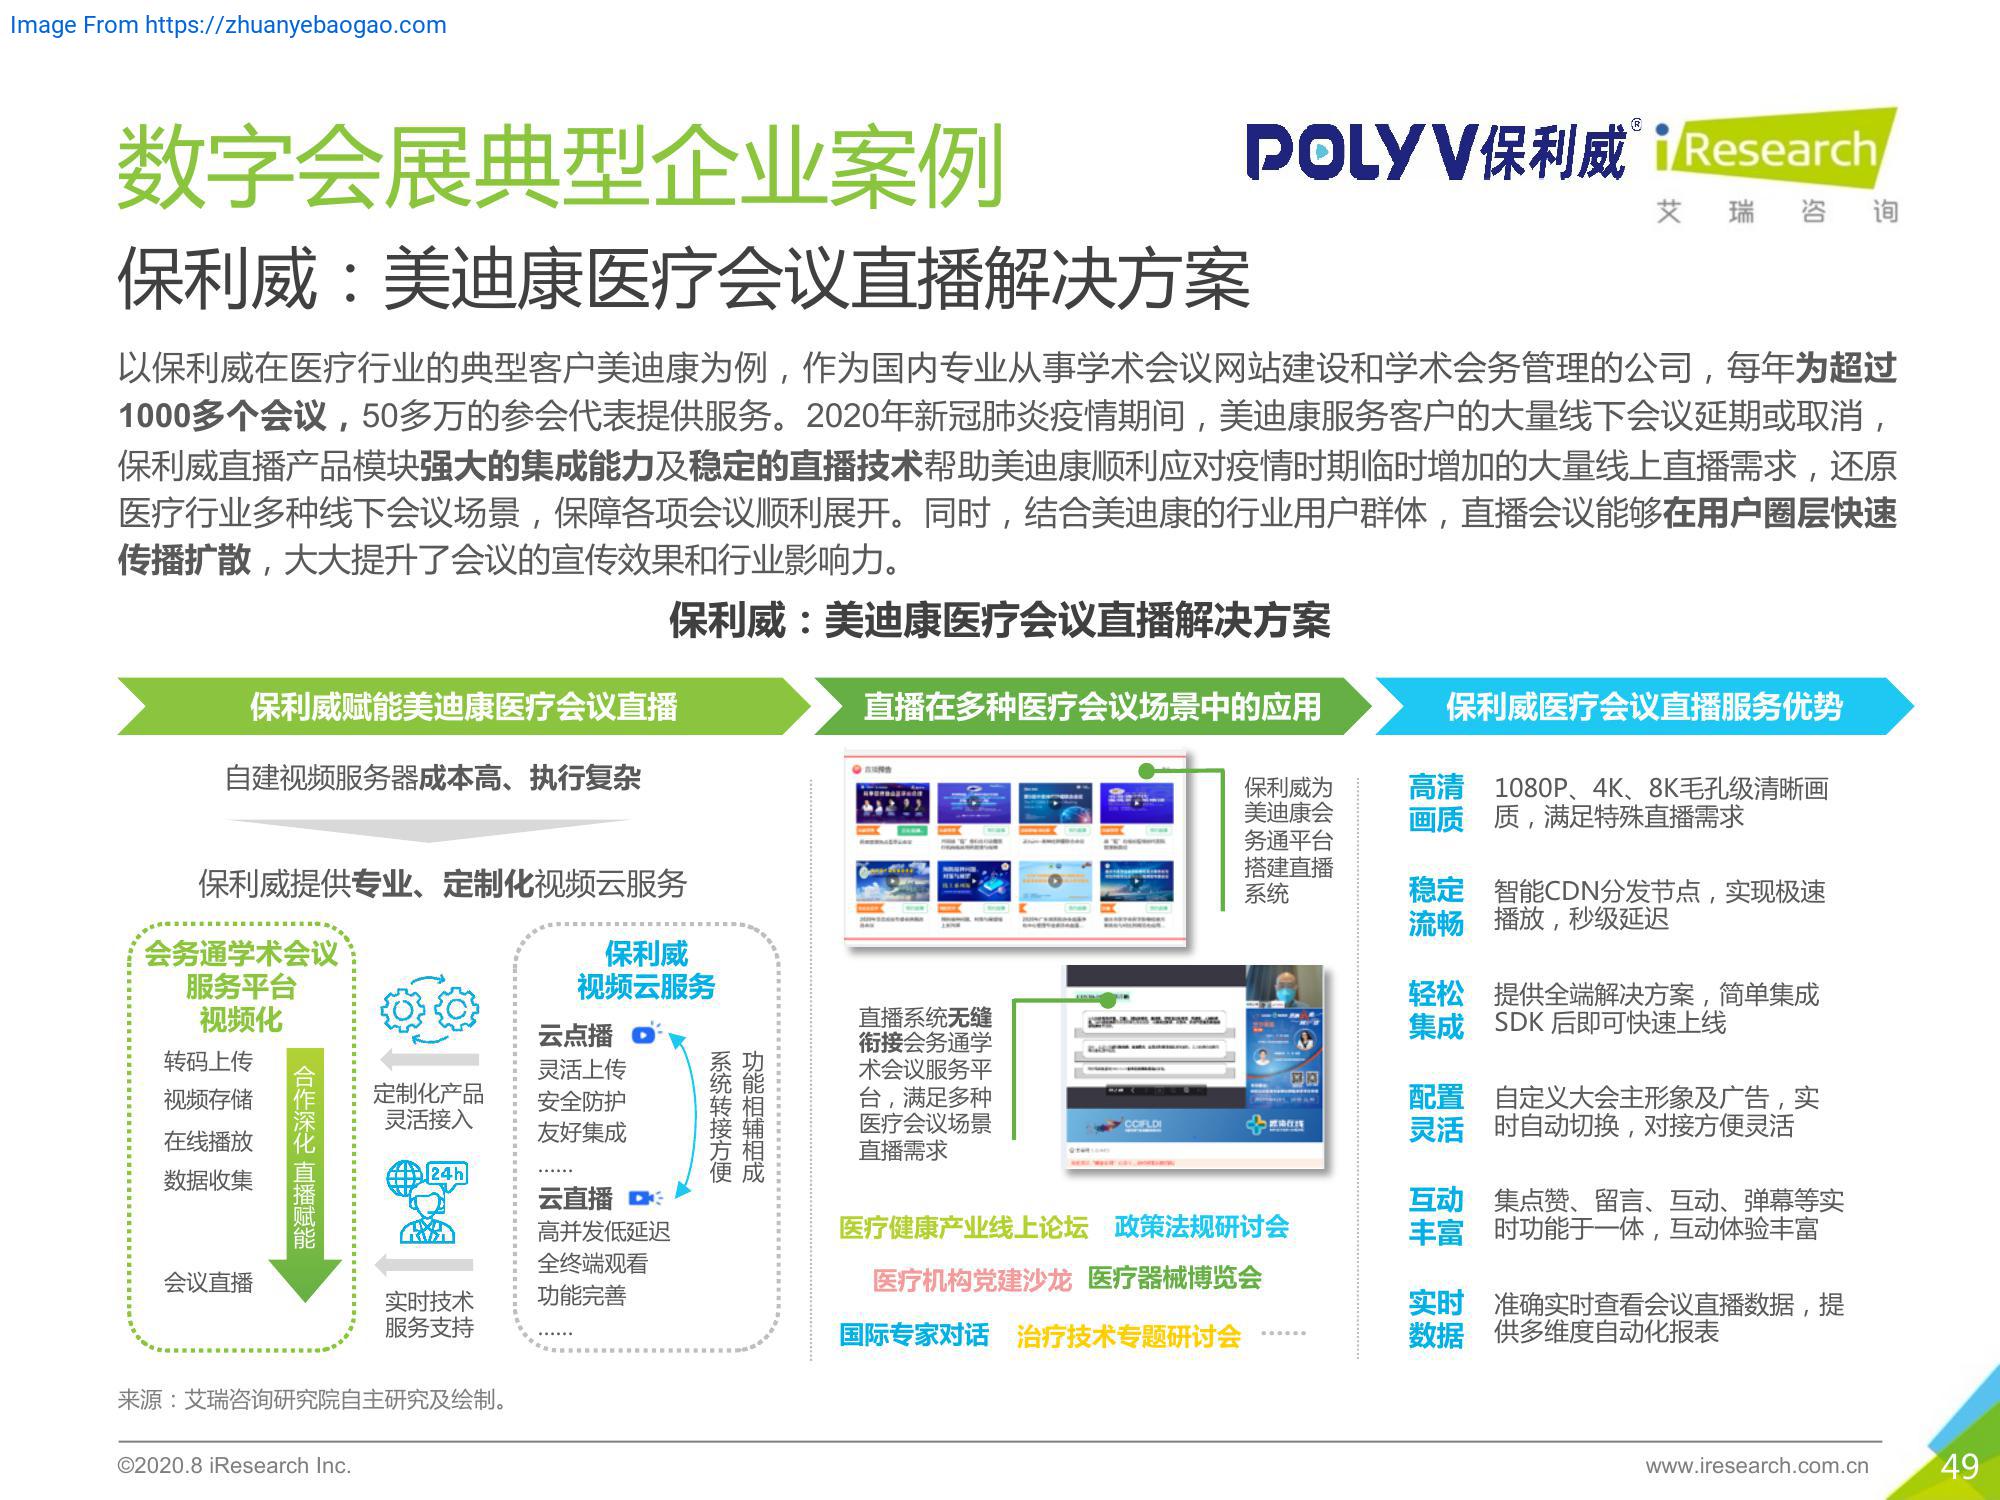 Image From https://zhuanyebaogao.com
数字会展典型企业案例
POLYV保利威®
iResearch
艾瑞咨询
保利威：美迪康医疗会议直播解决方案
以保利威在医疗行业的典型客户美迪康为例，作为国内专业从事学术会议网站建设和学术会务管理的公司，每年为超过
1000多个会议，50多万的参会代表提供服务。2020年新冠肺炎疫情期间，美迪康服务客户的大量线下会议延期或取消，
保利威直播产品模块强大的集成能力及稳定的直播技术帮助美迪康顺利应对疫情时期临时增加的大量线上直播需求，还原
医疗行业多种线下会议场景，保障各项会议顺利展开。同时，结合美迪康的行业用户群体，直播会议能够在用户圈层快速
传播扩散，大大提升了会议的宣传效果和行业影响力。
保利威：美迪康医疗会议直播解决方案
保利威赋能美迪康医疗会议直播
自建视频服务器成本高、执行复杂
保利威提供专业、定制化视频云服务
会务通学术会议
服务平台
视频化
转码上传
视频存储
在线播放
数据收集
会议直播
合作深化 直播赋能
定制化产品
灵活接入
24h
实时技术
服务支持
保利威
视频云服务
云点播
灵活上传
安全防护
友好集成
......
云直播
高并发低延迟
全终端观看
功能完善
......
功能相辅相成
系统转接方便
直播在多种医疗会议场景中的应用
直播预告
保利威为
美迪康会
务通平台
搭建直播
系统
直播系统无缝
衔接会务通学
术会议服务平
台，满足多种
医疗会议场景
直播需求
CCIFLDI
医疗健康产业线上论坛 政策法规研讨会
医疗机构党建沙龙 医疗器械博览会
国际专家对话 治疗技术专题研讨会 ······
保利威医疗会议直播服务优势
高清
画质
1080P、4K、8K毛孔级清晰画
质，满足特殊直播需求
稳定
流畅
智能CDN分发节点，实现极速
播放，秒级延迟
轻松
集成
提供全端解决方案，简单集成
SDK 后即可快速上线
配置
灵活
自定义大会主形象及广告，实
时自动切换，对接方便灵活
互动
丰富
集点赞、留言、互动、弹幕等实
时功能于一体，互动体验丰富
实时
数据
准确实时查看会议直播数据，提
供多维度自动化报表
来源：艾瑞咨询研究院自主研究及绘制。
©2020.8 iResearch Inc.
www.iresearch.com.cn
49